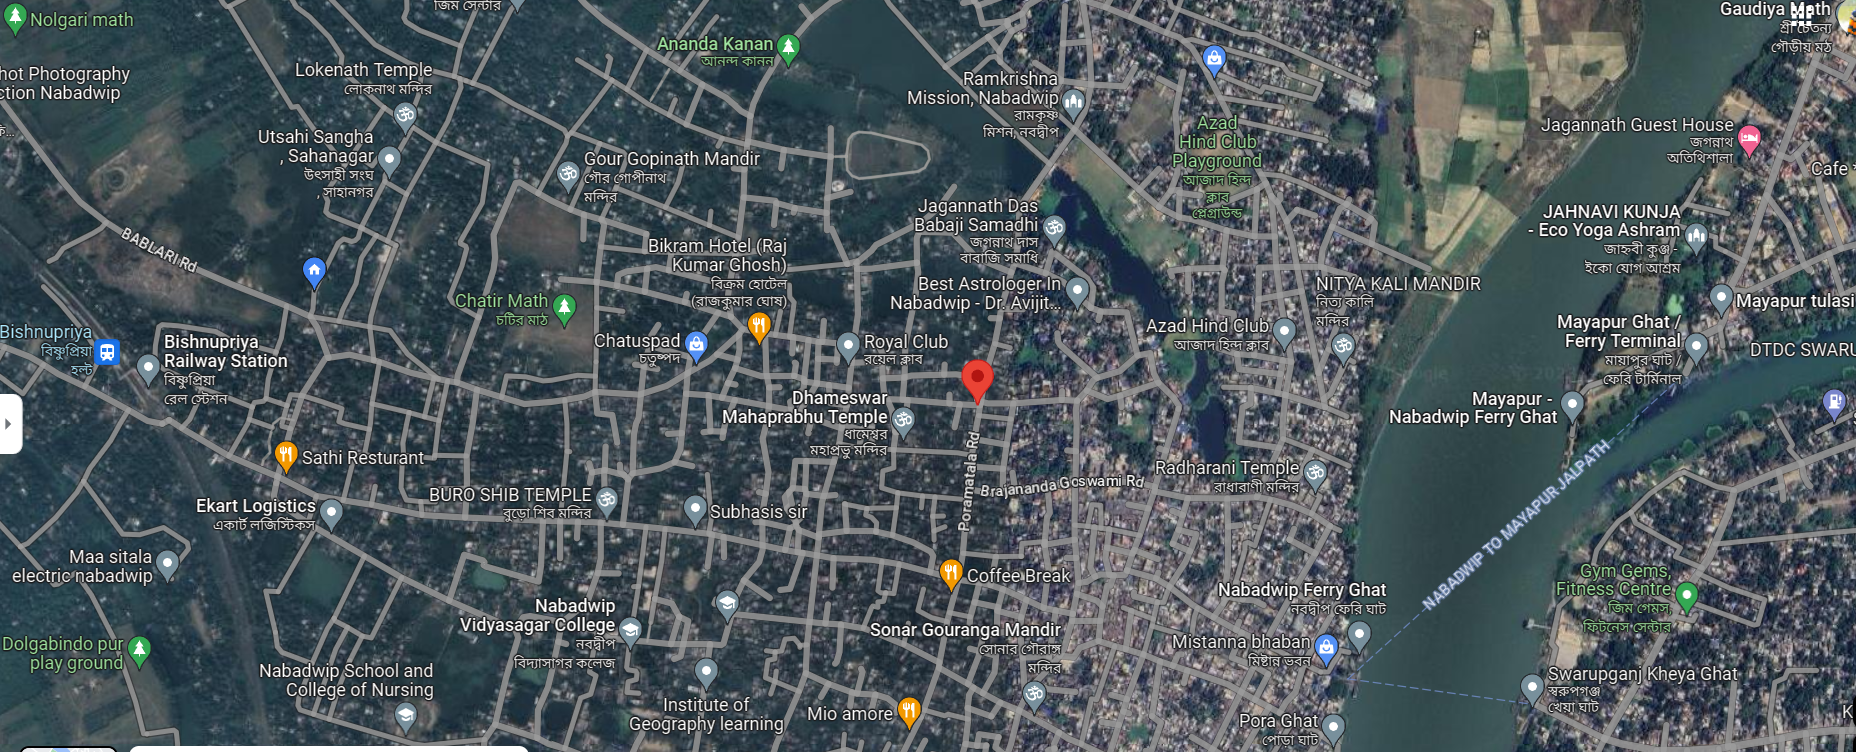 Nolgari math
জিম সেন্টার
Ananda Kanan
আনন্দ কানন
Gaudiya Math
শ্রী চৈতন্য
গৌড়ীয় মঠ
hot Photography
ction Nabadwip
Lokenath Temple
লোকনাথ মন্দির
Ramkrishna
Mission, Nabadwip
রামকৃষ্ণ
মিশন, নবদ্বীপ
Azad
Hind Club
Playground
আজাদ হিন্দ
ক্লাব
প্লেগ্রাউন্ড
Jagannath Guest House
জগন্নাথ
অতিথিশালা
Cafe
Utsahi Sangha
, Sahanagar
উৎসাহী সংঘ
, সাহানগর
Gour Gopinath Mandir
গৌর গোপীনাথ
মন্দির
Jagannath Das
Babaji Samadhi
জগন্নাথ দাস
বাবাজি সমাধি
JAHNAVI KUNJA
- Eco Yoga Ashram
জাহ্নবী কুঞ্জ -
ইকো যোগ আশ্রম
BABLARI Rd
Bikram Hotel (Raj
Kumar Ghosh)
বিক্রম হোটেল
(রাজকুমার ঘোষ)
Best Astrologer In
Nabadwip - Dr. Avijit...
NITYA KALI MANDIR
নিত্য কালি
মন্দির
Mayapur tulasi
Chatir Math
চটির মাঠ
Azad Hind Club
আজাদ হিন্দ ক্লাব
Mayapur Ghat /
Ferry Terminal
মায়াপুর ঘাট /
ফেরি টার্মিনাল
DTDC SWARU
Bishnupriya
বিষ্ণুপ্রিয়া
হল্ট
Bishnupriya
Railway Station
বিষ্ণুপ্রিয়া
রেল স্টেশন
Chatuspad
চতুষ্পদ
Royal Club
রয়েল ক্লাব
Dhameswar
Mahaprabhu Temple
ধামেশ্বর
মহাপ্রভু মন্দির
Mayapur -
Nabadwip Ferry Ghat
Sathi Resturant
Poramatala Rd
Brajananda Goswami Rd
Radharani Temple
রাধারাণী মন্দির
NABADWIP TO MAYAPUR JALPATH
Ekart Logistics
একার্ট লজিস্টিকস
BURO SHIB TEMPLE
বুড়ো শিব মন্দির
Subhasis sir
Maa sitala
electric nabadwip
Coffee Break
Nabadwip Ferry Ghat
নবদ্বীপ ফেরি ঘাট
Gym Gems,
Fitness Centre
জিম গেমস,
ফিটনেস সেন্টার
Nabadwip
Vidyasagar College
নবদ্বীপ
বিদ্যাসাগর কলেজ
Sonar Gouranga Mandir
সোনার গৌরাঙ্গ
মন্দির
Mistanna bhaban
মিষ্টান্ন ভবন
Dolgabindo pur
play ground
Nabadwip School and
College of Nursing
Institute of
Geography learning
Mio amore
Swarupganj Kheya Ghat
স্বরুপগঞ্জ
খেয়া ঘাট
Pora Ghat
পোড়া ঘাট
K